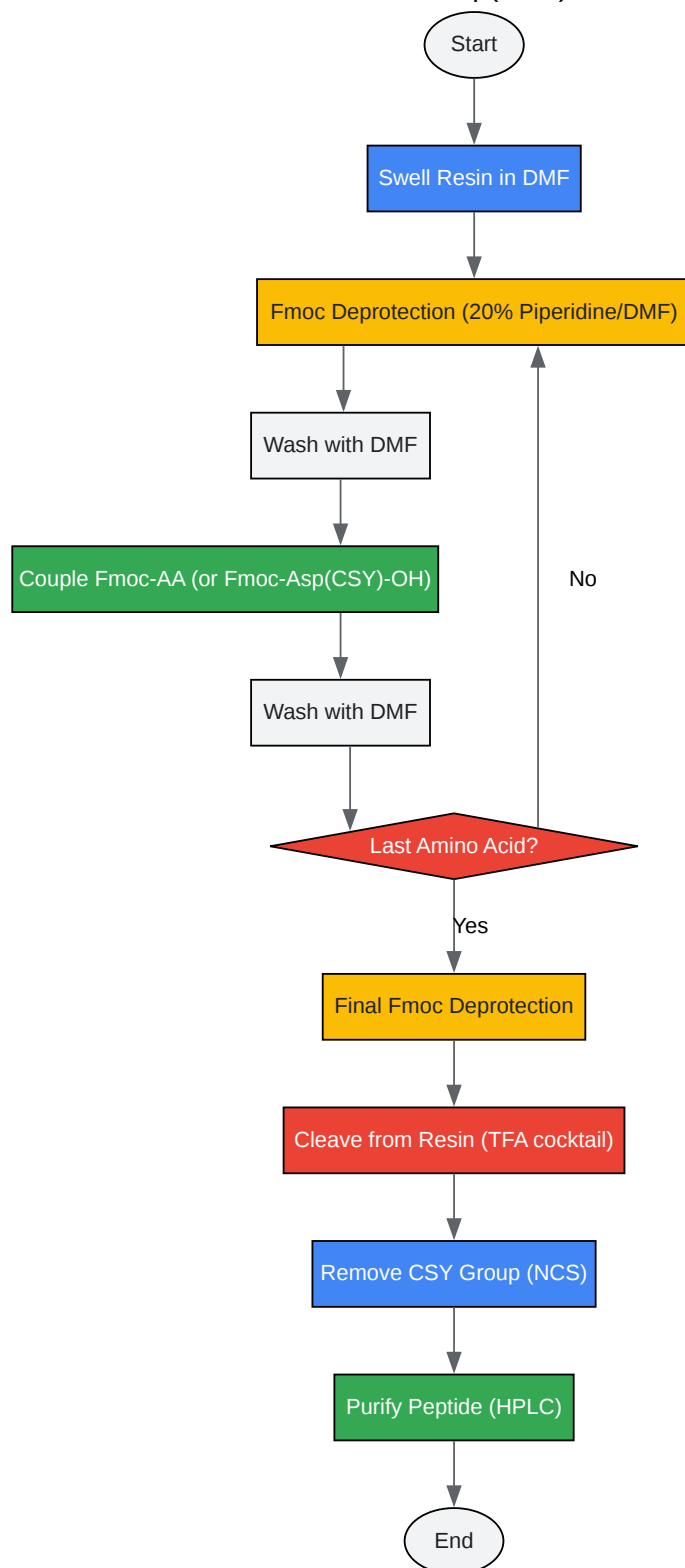 Start
Swell Resin in DMF
Fmoc Deprotection (20% Piperidine/DMF)
Wash with DMF
Couple Fmoc-AA (or Fmoc-Asp(CSY)-OH)
No
Wash with DMF
Last Amino Acid?
Yes
Final Fmoc Deprotection
Cleave from Resin (TFA cocktail)
Remove CSY Group (NCS)
Purify Peptide (HPLC)
End